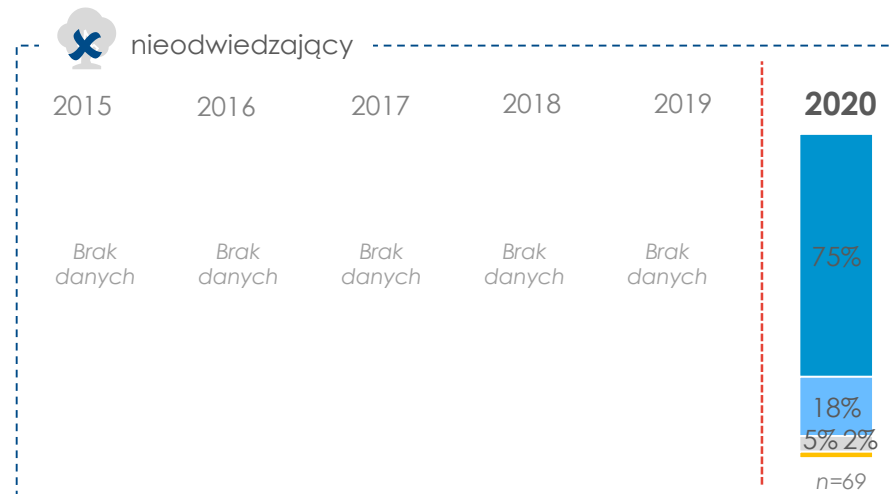 nieodwiedzający
2015 2016 2017 2018 2019 2020
Brak danych
Brak danych
Brak danych
Brak danych
Brak danych
75%
18%
5% 2%
n=69